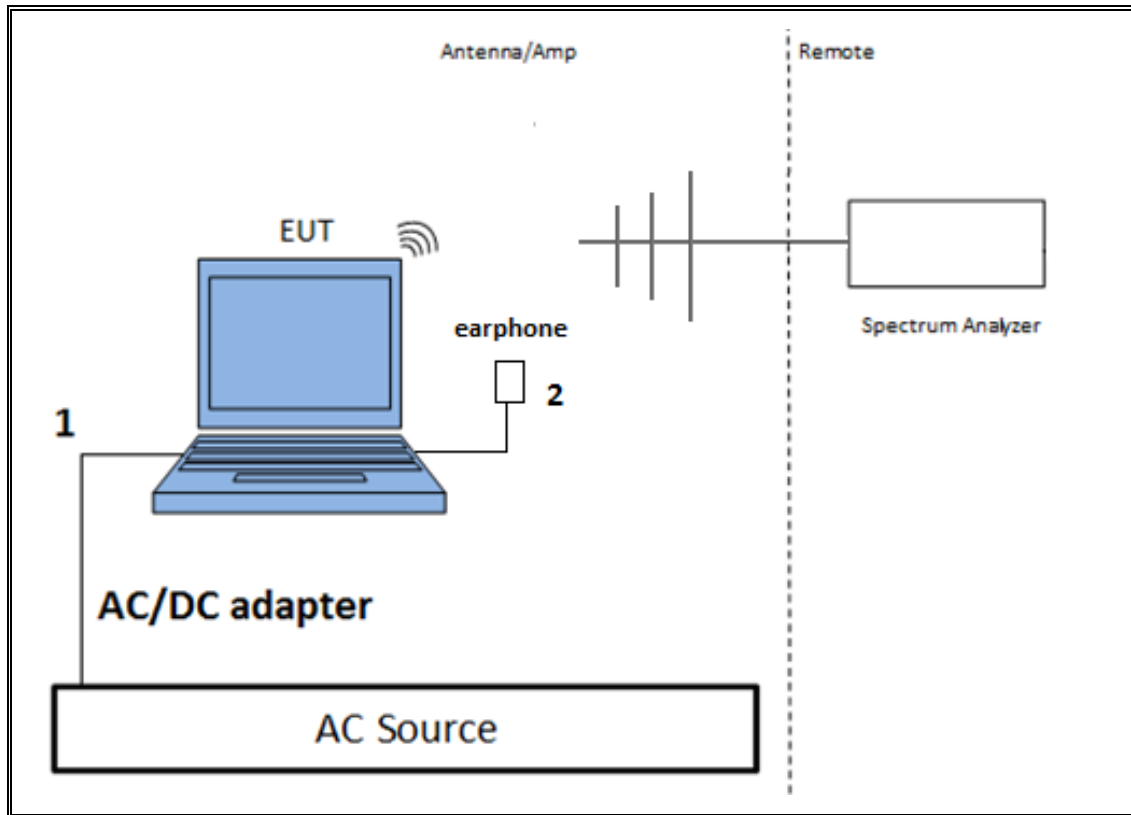 Antenna/Amp
Remote
EUT
earphone
Spectrum Analyzer
2
1
AC/DC adapter
AC Source